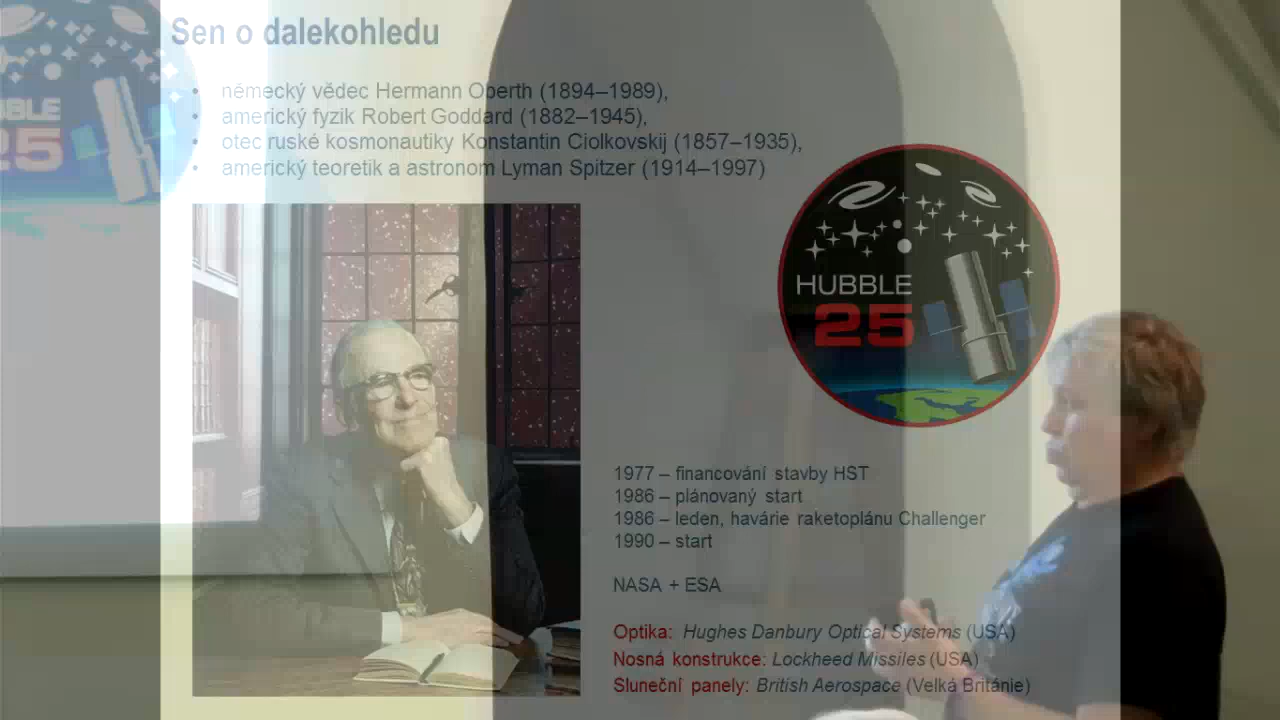 Sen o dalekohledu
• německý vědec Hermann Oberth (1894–1989),
• americký fyzik Robert Goddard (1882–1945),
• otec ruské kosmonautiky Konstantin Ciolkovskij (1857–1935),
• americký teoretik a astronom Lyman Spitzer (1914–1997)
BLE
25
HUBBLE
25
1977 – financování stavby HST
1986 – plánovaný start
1986 – leden, havárie raketoplánu Challenger
1990 – start
NASA + ESA
Optika: Hughes Danbury Optical Systems (USA)
Nosná konstrukce: Lockheed Missiles (USA)
Sluneční panely: British Aerospace (Velká Británie)